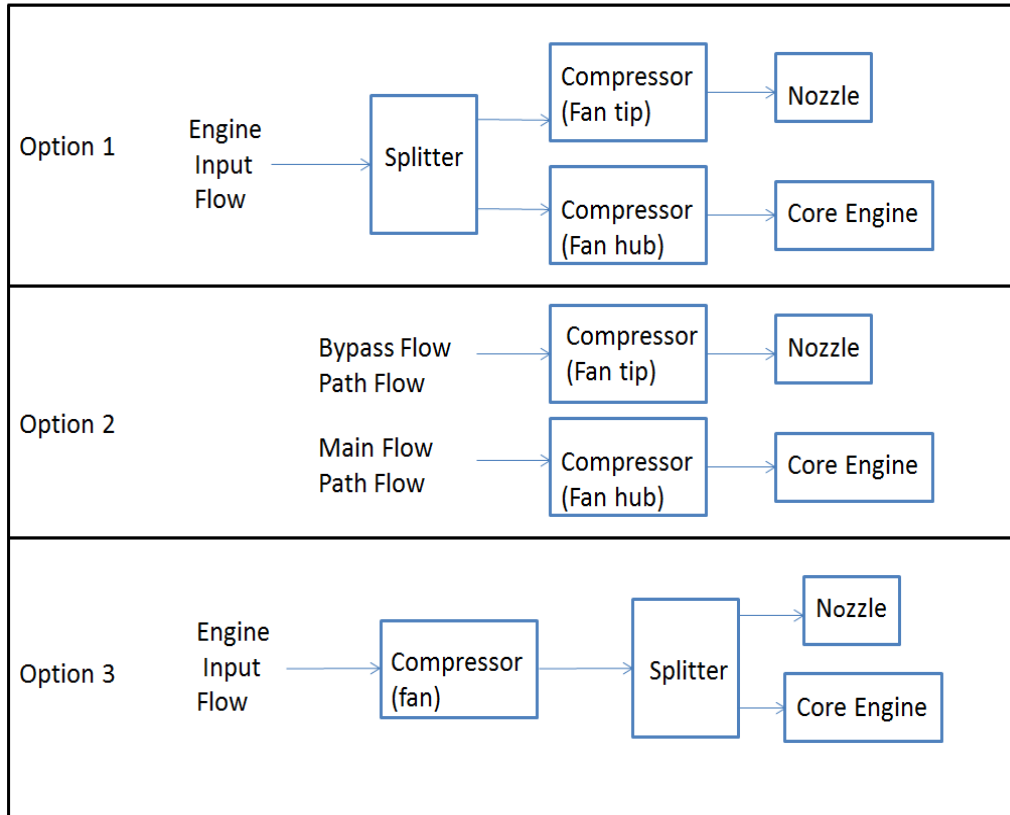 Option 1
Engine
Input
Flow
Splitter
Compressor
(Fan tip)
Nozzle
Compressor
(Fan hub)
Core Engine
Option 2
Bypass Flow
Path Flow
Compressor
(Fan tip)
Nozzle
Main Flow
Path Flow
Compressor
(Fan hub)
Core Engine
Option 3
Engine
Input
Flow
Compressor
(fan)
Splitter
Nozzle
Core Engine